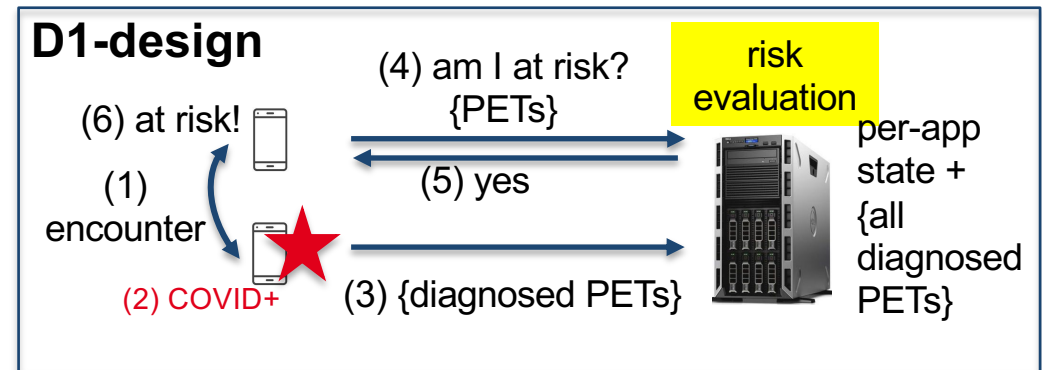 D1-design
(4) am I at risk?
{PETs}
risk
evaluation
(6) at risk!
per-app
state +
{all
diagnosed
PETs}
(5) yes
(1)
encounter
(2) COVID+
(3) {diagnosed PETs}